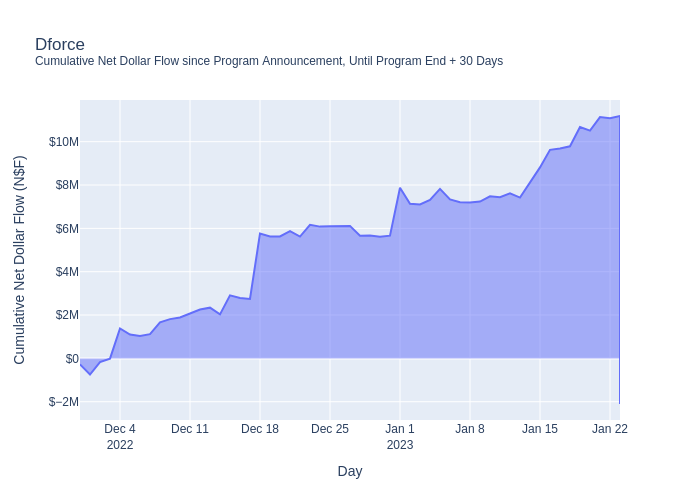 Dforce
Cumulative Net Dollar Flow since Program Announcement, Until Program End + 30 Days
Cumulative Net Dollar Flow (N$F)
$10M
$8M
$6M
$4M
$2M
$0
$−2M
Dec 4
2022
Dec 11
Dec 18
Dec 25
Jan 1
2023
Jan 8
Jan 15
Jan 22
Day